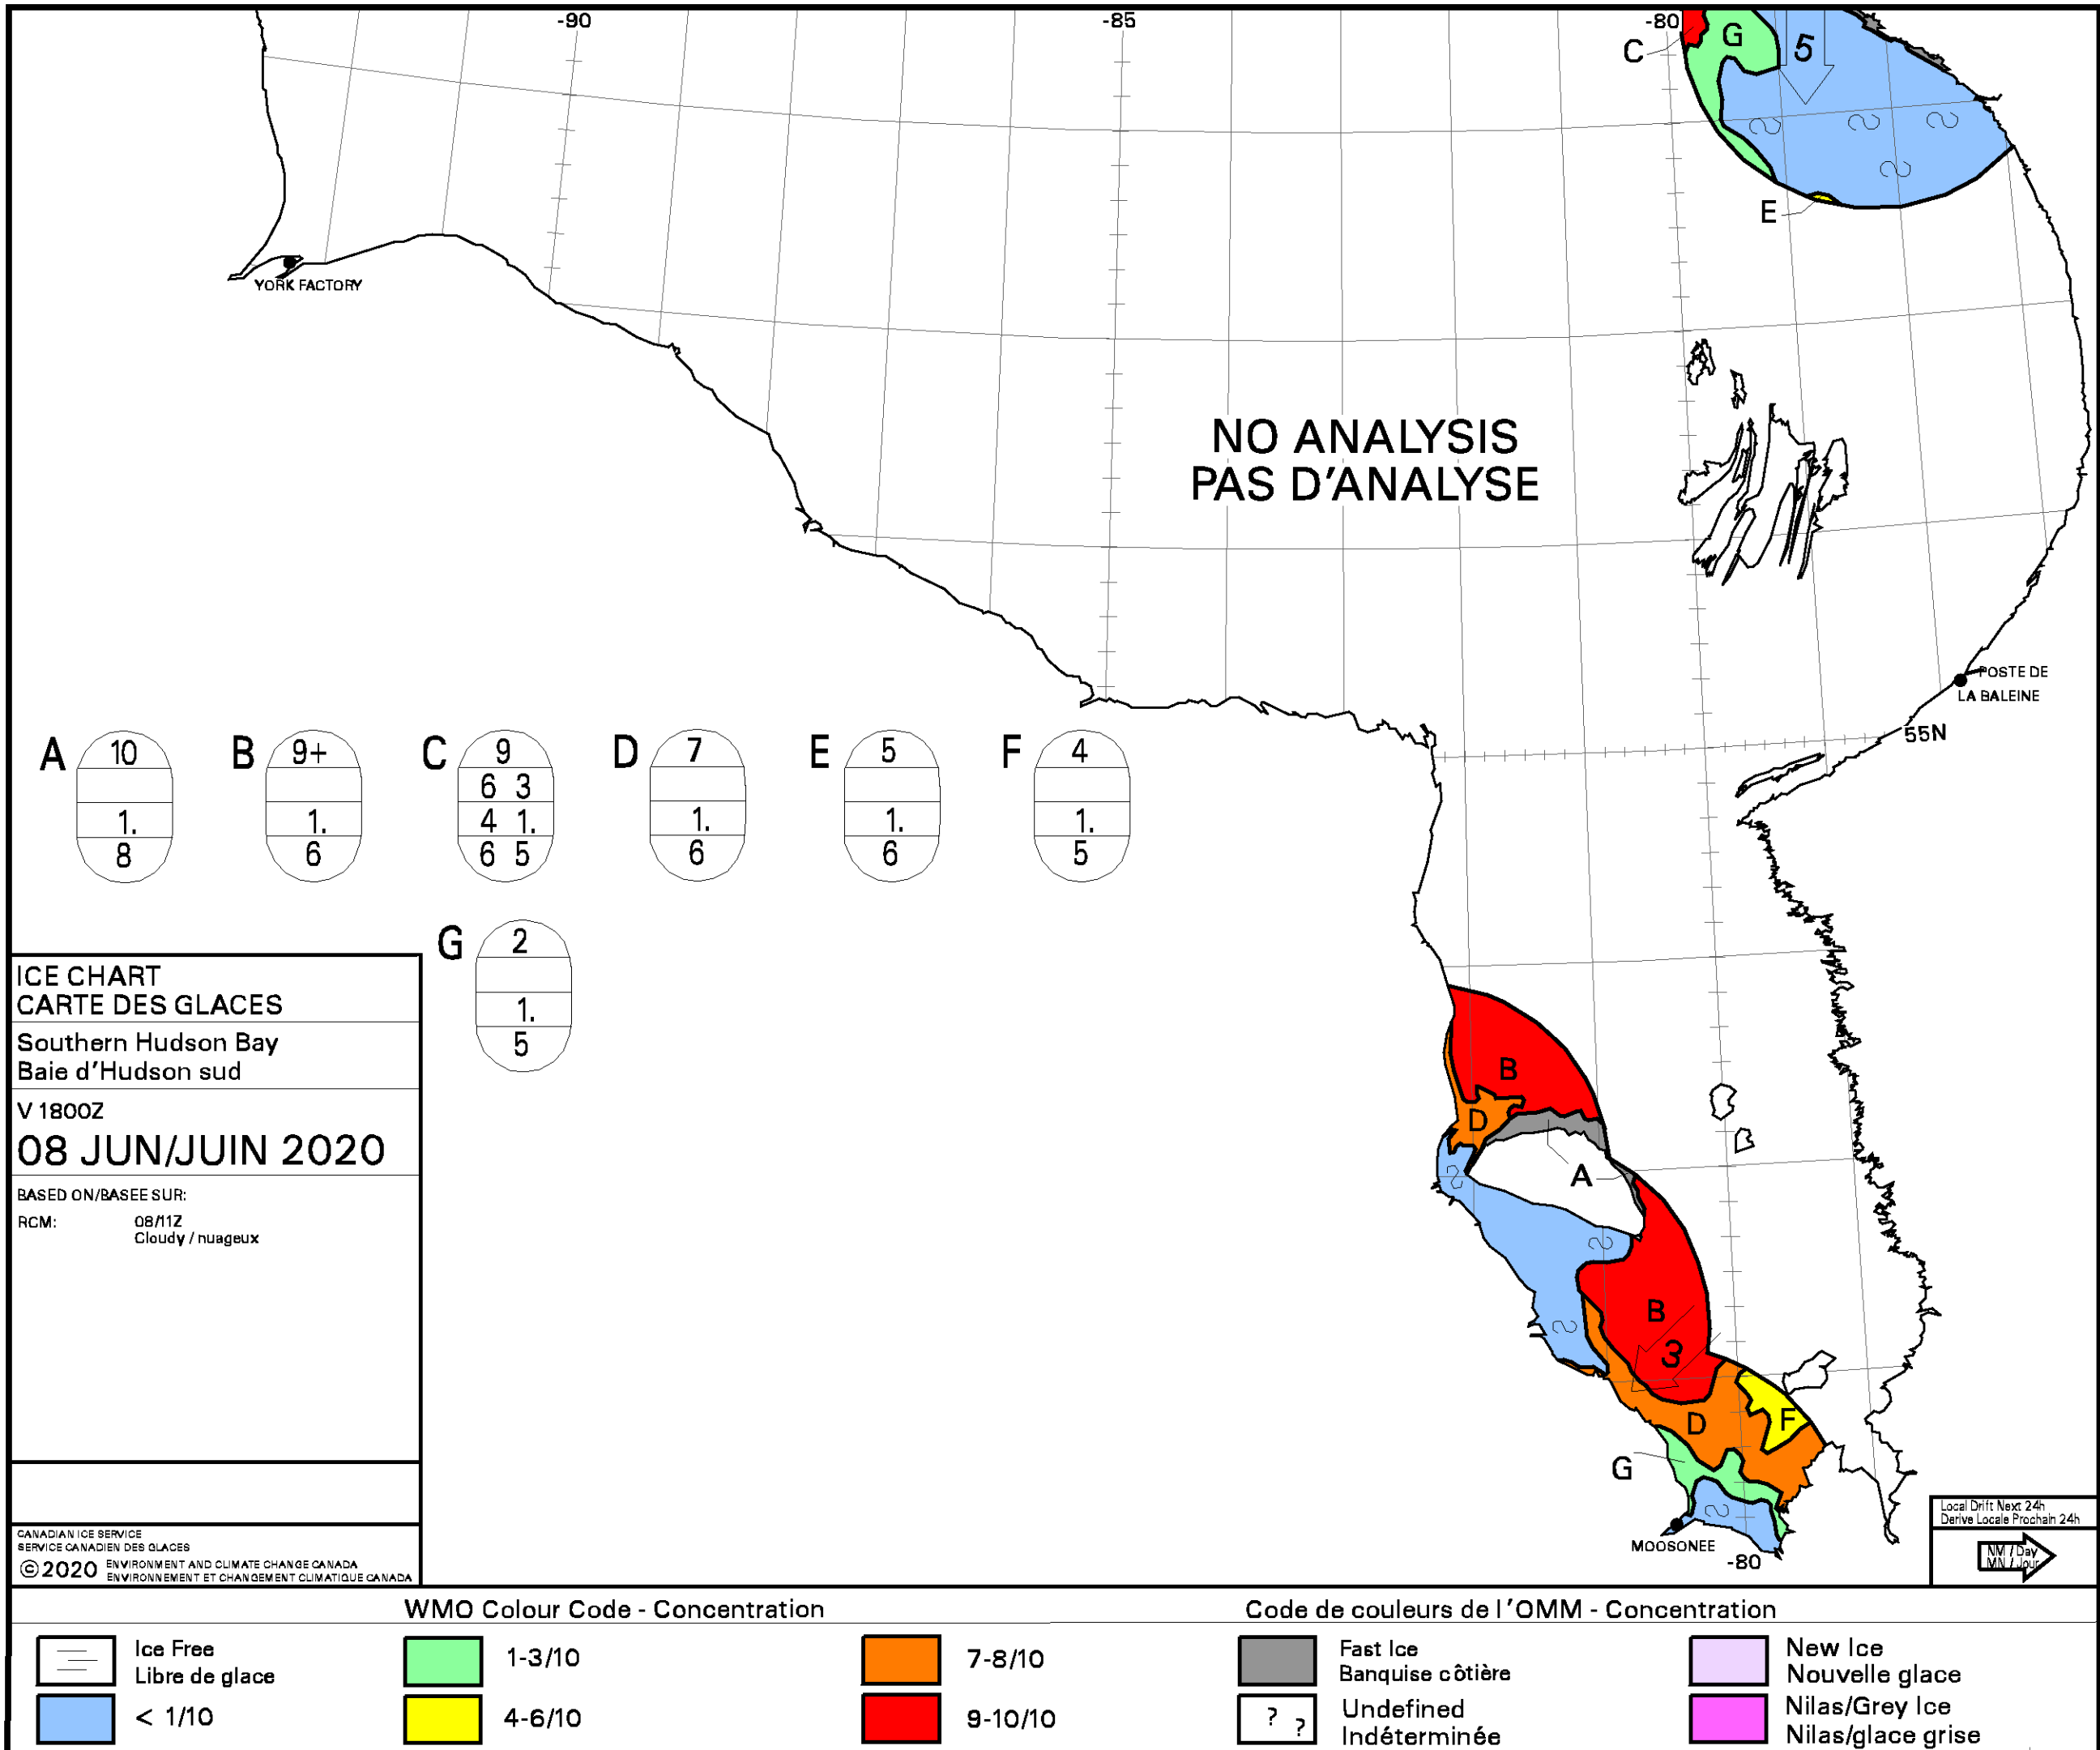 -90
-85
-80
C
G
5
E
YORK FACTORY
NO ANALYSIS
PAS D'ANALYSE
POSTE DE
LA BALEINE
55N
A
10
1.
8
B
9+
1.
6
C
9
6 3
4 1.
6 5
D
7
1.
6
E
5
1.
6
F
4
1.
5
G
2
1.
5
B
D
A
B
3
D
F
G
MOOSONEE
-80
ICE CHART
CARTE DES GLACES
Southern Hudson Bay
Baie d'Hudson sud
V 1800Z
08 JUN/JUIN 2020
BASED ON/BASEE SUR:
RCM: 08/11Z
Cloudy / nuageux
CANADIAN ICE SERVICE
SERVICE CANADIEN DES GLACES
©2020 ENVIRONMENT AND CLIMATE CHANGE CANADA
ENVIRONNEMENT ET CHANGEMENT CLIMATIQUE CANADA
Local Drift Next 24h
Derive Locale Prochain 24h
NM / Day
MN / Jour
WMO Colour Code - Concentration
Code de couleurs de l'OMM - Concentration
Ice Free
Libre de glace
< 1/10
1-3/10
4-6/10
7-8/10
9-10/10
Fast Ice
Banquise côtière
? ?
Undefined
Indéterminée
New Ice
Nouvelle glace
Nilas/Grey Ice
Nilas/glace grise